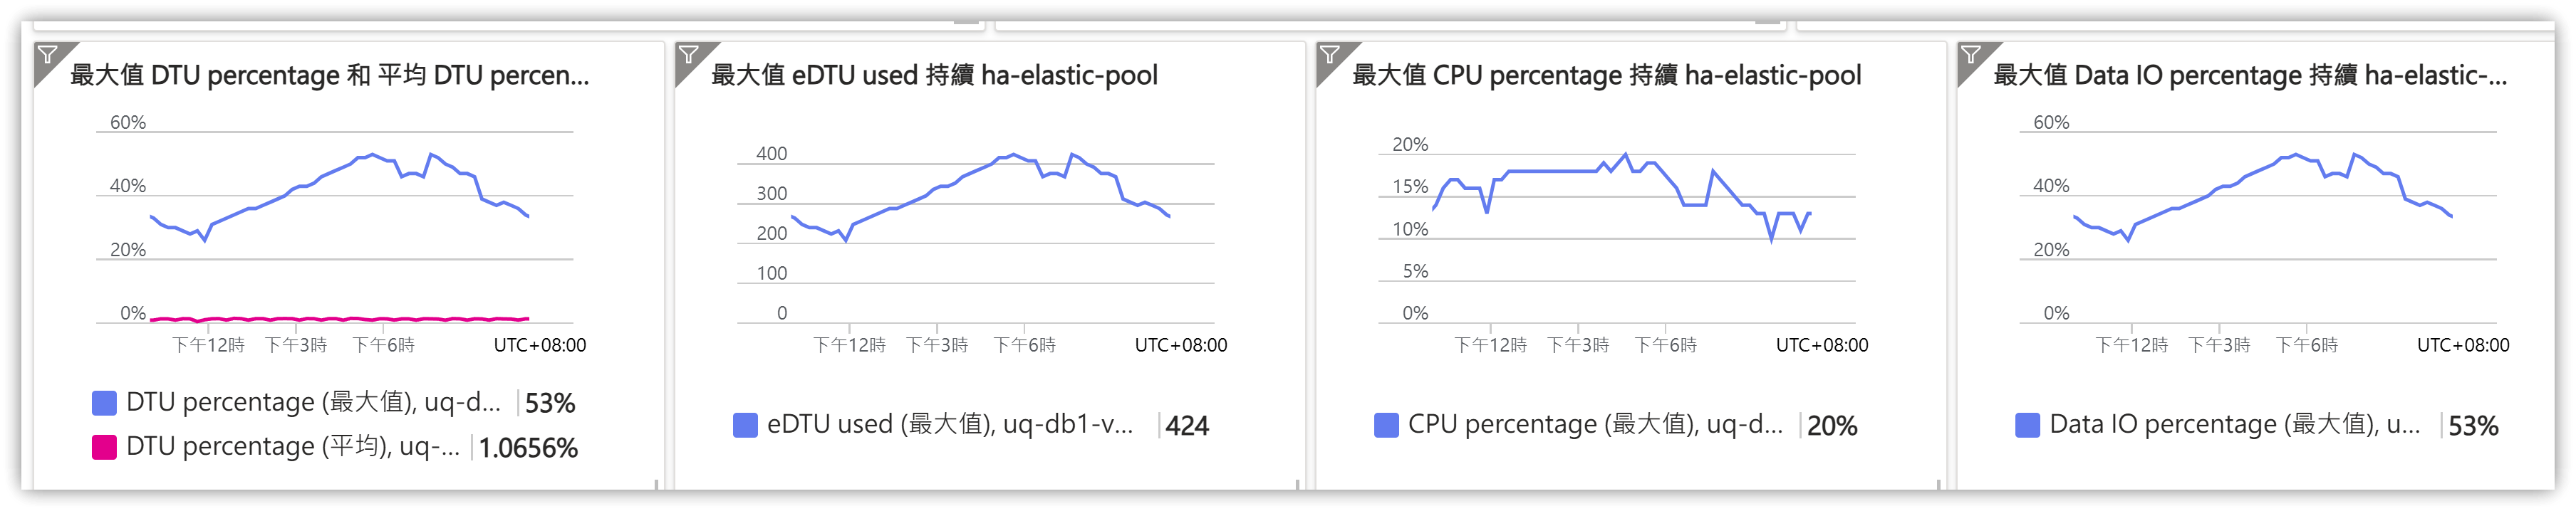 最大值 DTU percentage 和 平均 DTU percen...
60%
40%
20%
0%
下午12時 下午3時 下午6時 UTC+08:00
DTU percentage (最大值), uq-d... 53%
DTU percentage (平均), uq-... 1.0656%
最大值 eDTU used 持續 ha-elastic-pool
400
300
200
100
0
下午12時 下午3時 下午6時 UTC+08:00
eDTU used (最大值), uq-db1-v... 424
最大值 CPU percentage 持續 ha-elastic-pool
20%
15%
10%
5%
0%
下午12時 下午3時 下午6時 UTC+08:00
CPU percentage (最大值), uq-d... 20%
最大值 Data IO percentage 持續 ha-elastic-...
60%
40%
20%
0%
下午12時 下午3時 下午6時 UTC+08:00
Data IO percentage (最大值), u... 53%